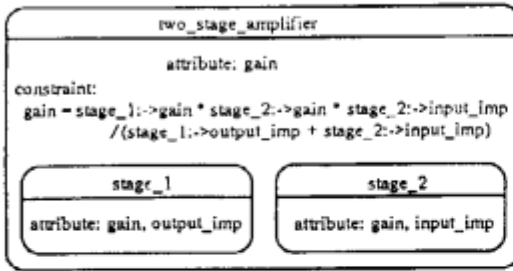 two_stage_amplifier
attribute: gain
constraint:
gain = stage_1:->gain * stage_2:->gain * stage_2:->input_imp
/(stage_1:->output_imp + stage_2:->input_imp)
stage_1 stage_2
attribute: gain, output_imp attribute: gain, input_imp